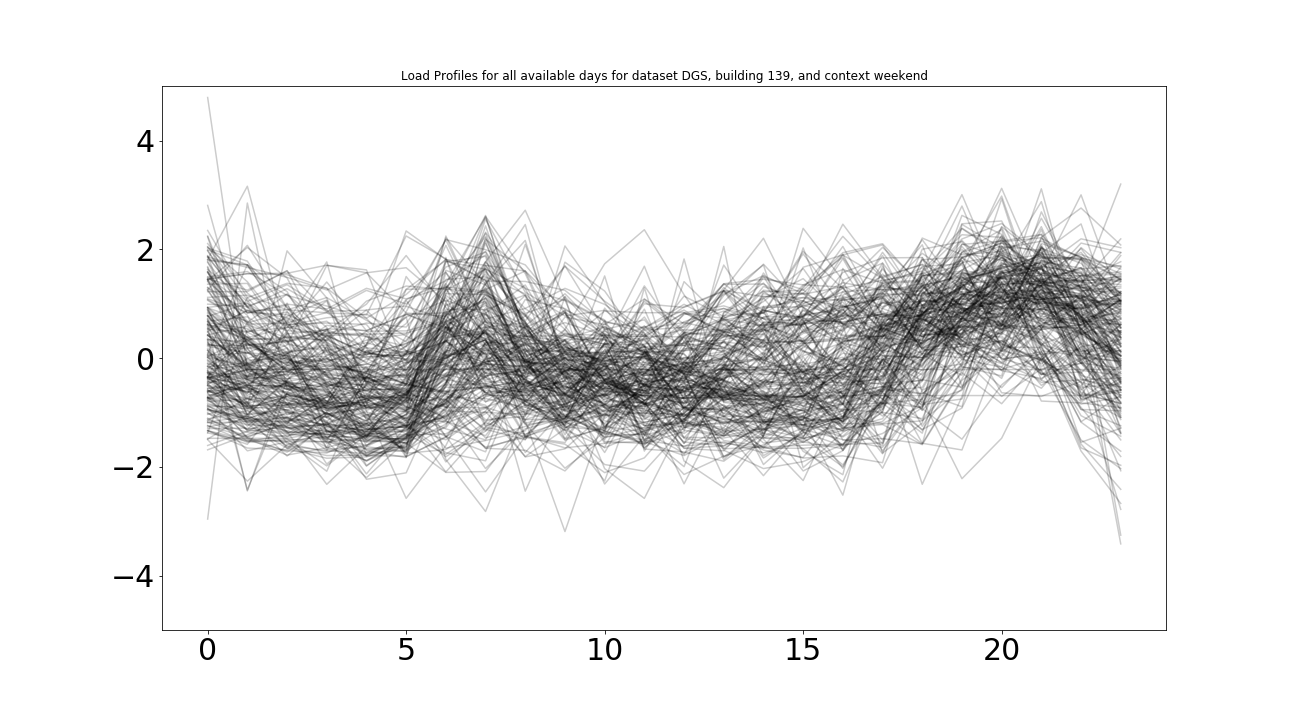 Load Profiles for all available days for dataset DGS, building 139, and context weekend
4
2
0
−2
−4
0 5 10 15 20